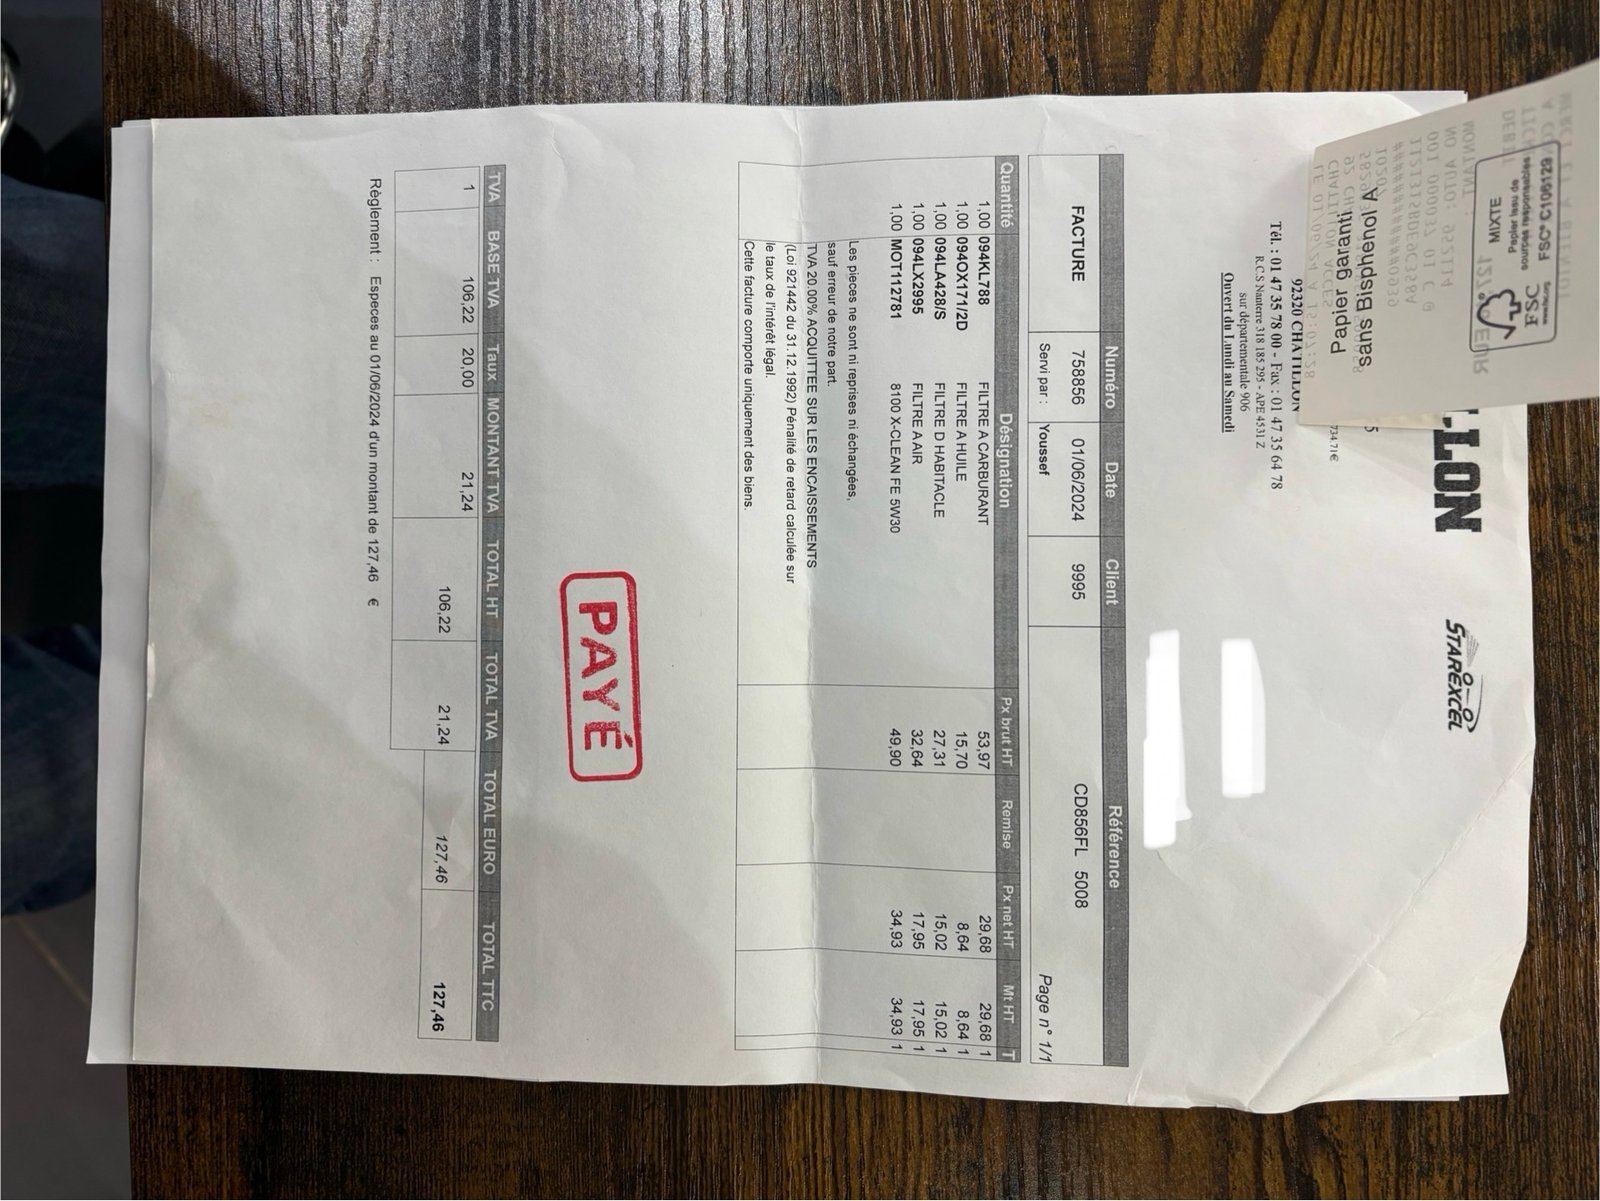 LLON
STAREXCEL
734.71€
92320 CHATILLON
Tél. : 01 47 35 78 00 - Fax : 01 47 35 64 78
R.C.S Nanterre 318 185 295 - APE 4531 Z
sur départementale 906
Ouvert du Lundi au Samedi
FSC
MIXTE
Papier issu de
sources responsables
FSC® C106129
Papier garanti
sans Bisphénol A
Numéro Date Client Référence
FACTURE 758856 01/06/2024 9995 CD856FL 5008
Servi par : Youssef Page n° 1/1
Quantité Désignation Px brut HT Remise Px net HT Mt HT T
1,00 094KL788 FILTRE A CARBURANT 53,97 29,68 29,68 1
1,00 094OX171/2D FILTRE A HUILE 15,70 8,64 8,64 1
1,00 094LA428/S FILTRE D HABITACLE 27,31 15,02 15,02 1
1,00 094LX2995 FILTRE A AIR 32,64 17,95 17,95 1
1,00 MOT112781 8100 X-CLEAN FE 5W30 49,90 34,93 34,93 1
Les pieces ne sont ni reprises ni échangées,
sauf erreur de notre part.
TVA 20.00% ACQUITTEE SUR LES ENCAISSEMENTS
(Loi 921442 du 31.12.1992) Pénalité de retard calculée sur
le taux de l'intérêt légal.
Cette facture comporte uniquement des biens.
PAYÉ
TVA BASE TVA Taux MONTANT TVA TOTAL HT TOTAL TVA TOTAL EURO TOTAL TTC
1 106,22 20,00 21,24 106,22 21,24 127,46 127,46
Règlement : Especes au 01/06/2024 d'un montant de 127,46 €